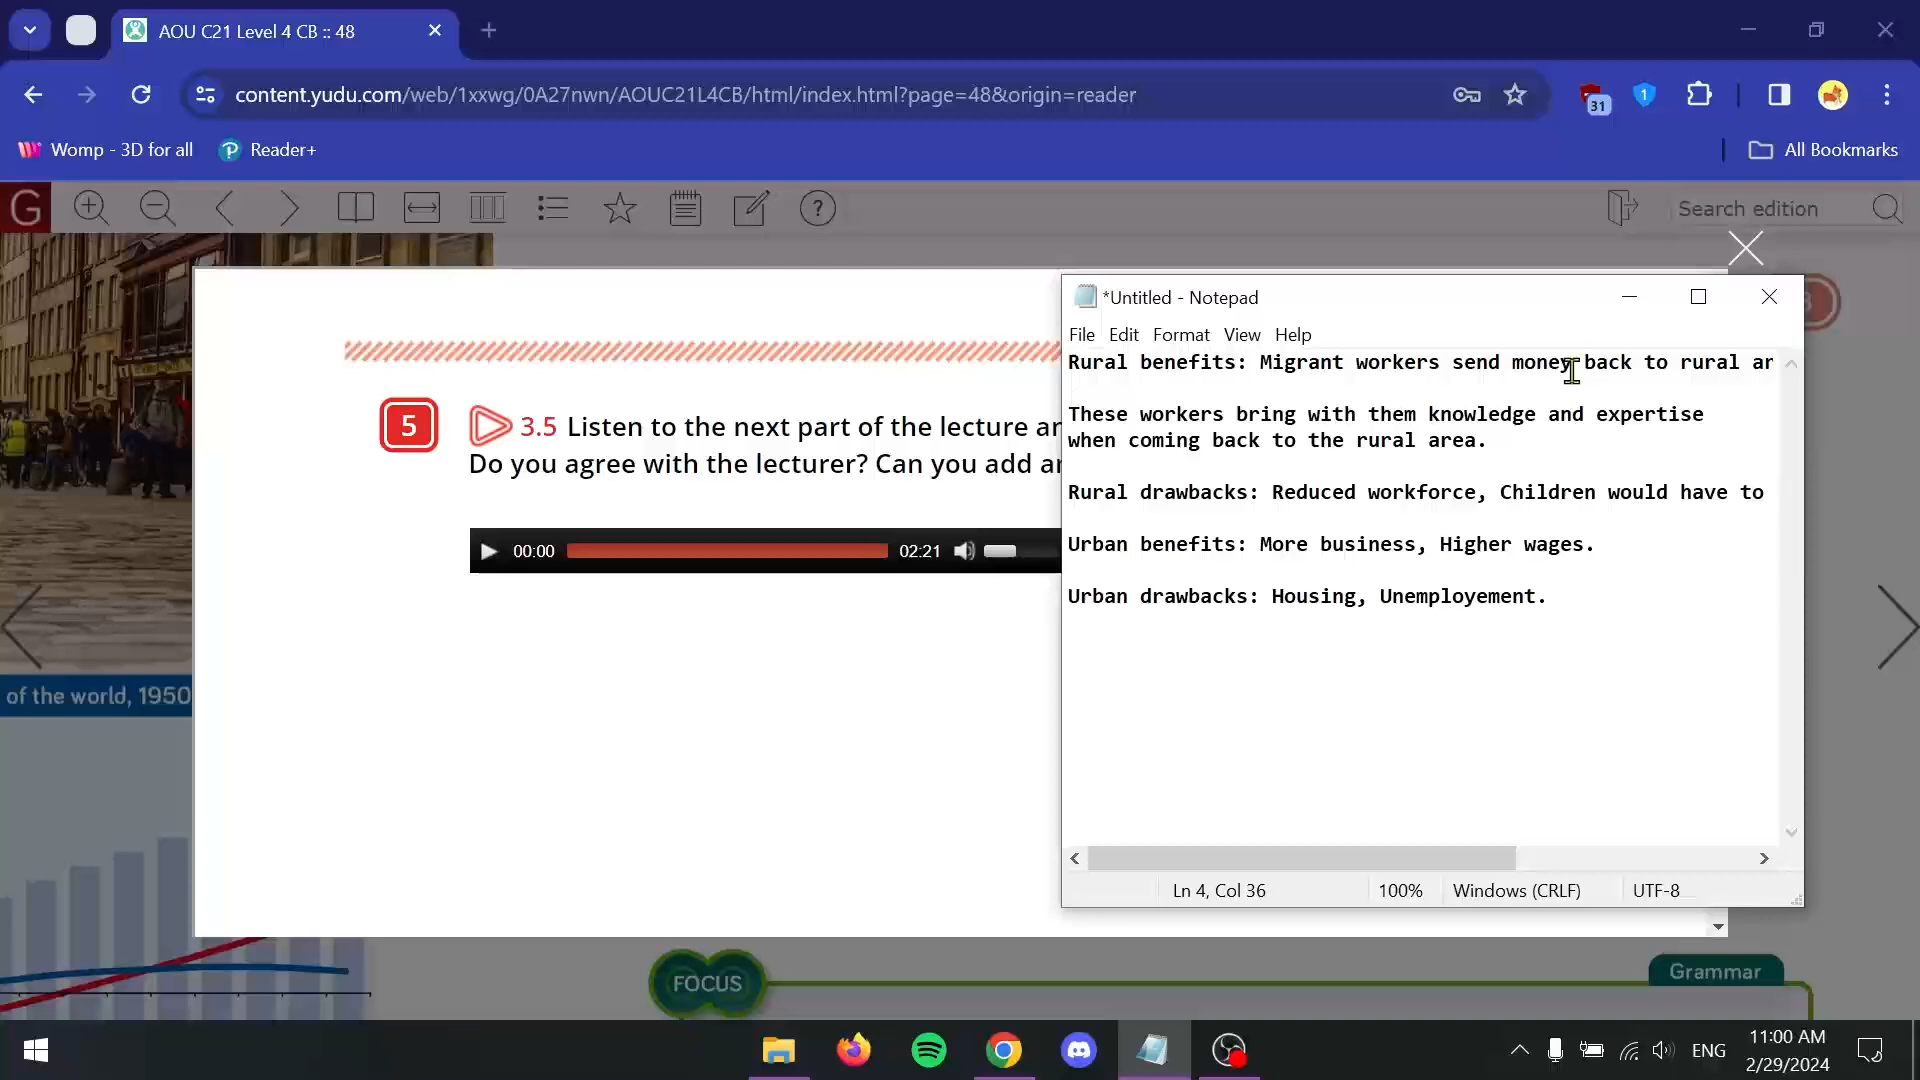 AOU C21 Level 4 CB :: 48
content.yudu.com/web/1xxwg/0A27nwn/AOUC21L4CB/html/index.html?page=48&origin=reader
31
1
Womp - 3D for all
Reader+
All Bookmarks
G
?
Search edition
*Untitled - Notepad
File Edit Format View Help
Rural benefits: Migrant workers send money back to rural ar
These workers bring with them knowledge and expertise
when coming back to the rural area.
Rural drawbacks: Reduced workforce, Children would have to
Urban benefits: More business, Higher wages.
Urban drawbacks: Housing, Unemployement.
Ln 4, Col 36
100%
Windows (CRLF)
UTF-8
5
3.5 Listen to the next part of the lecture an
Do you agree with the lecturer? Can you add an
00:00
02:21
of the world, 1950
FOCUS
Grammar
ENG
11:00 AM
2/29/2024